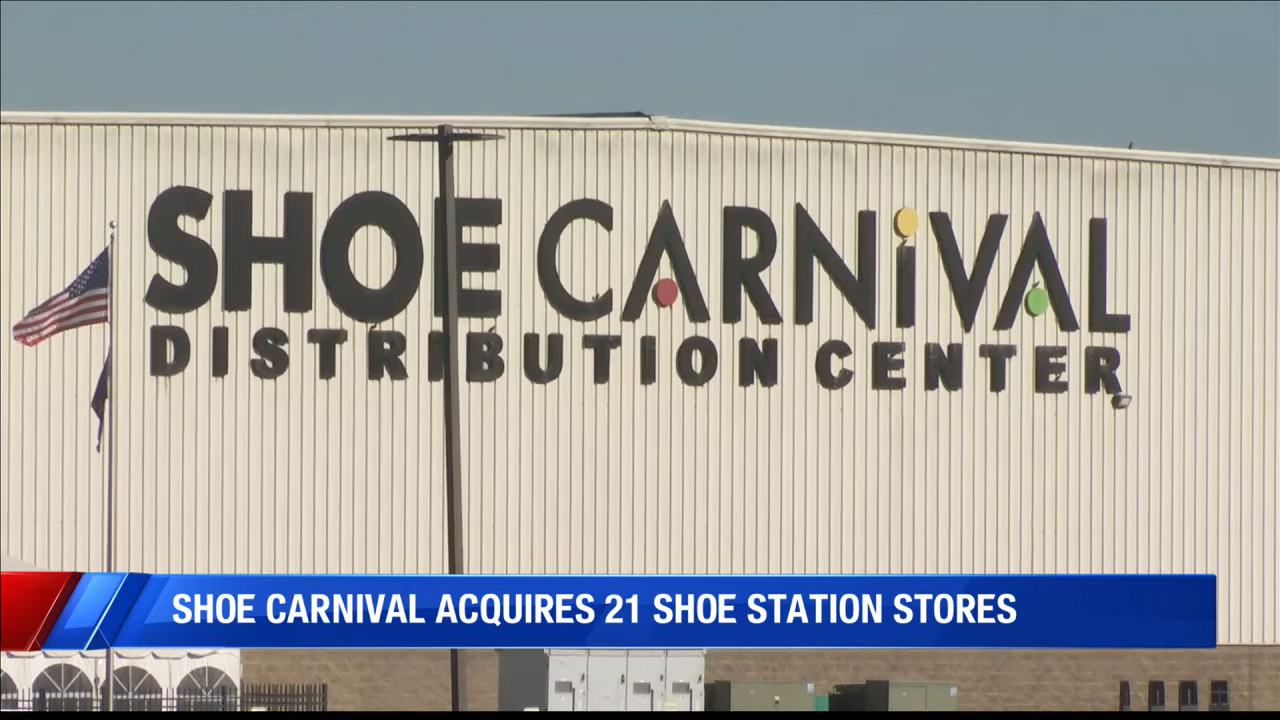 SHOE CARNiVAL
DISTRIBUTION CENTER
SHOE CARNIVAL ACQUIRES 21 SHOE STATION STORES